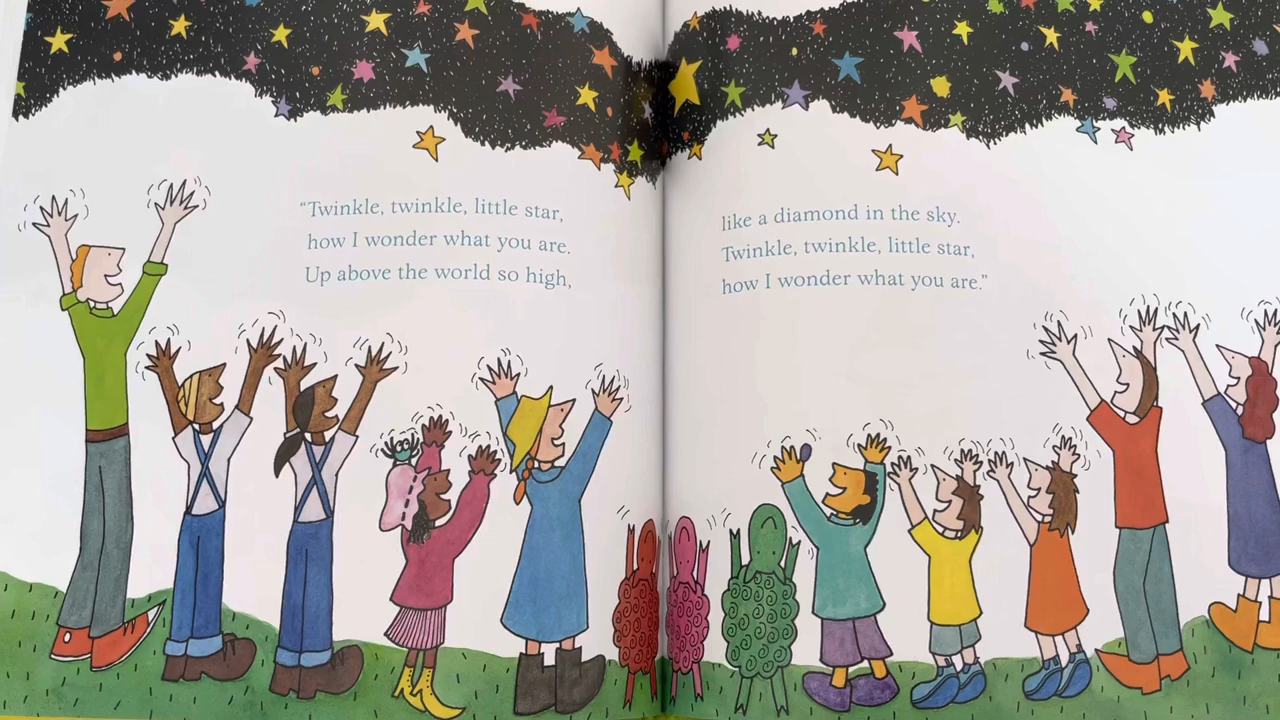 “Twinkle, twinkle, little star,
how I wonder what you are.
Up above the world so high,
like a diamond in the sky.
Twinkle, twinkle, little star,
how I wonder what you are.”